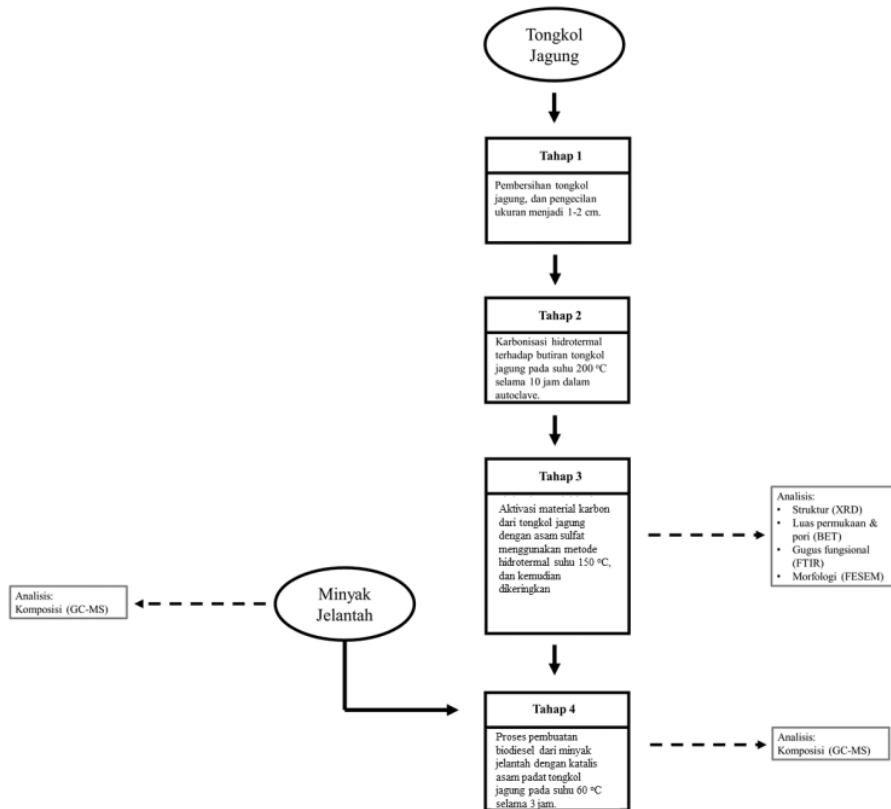 Tongkol
Jagung
Tahap 1
Pembersihan tongkol
jagung, dan pengecilan
ukuran menjadi 1-2 cm.
Tahap 2
Karbonisasi hidrotermal
terhadap butiran tongkol
jagung pada suhu 200 ºC
selama 10 jam dalam
autoclave.
Tahap 3
Aktivasi material karbon
dari tongkol jagung
dengan asam sulfat
menggunakan metode
hidrotermal suhu 150 ºC,
dan kemudian
dikeringkan
Analisis:
• Struktur (XRD)
• Luas permukaan &
pori (BET)
• Gugus fungsional
(FTIR)
• Morfologi (FESEM)
Minyak
Jelantah
Analisis:
Komposisi (GC-MS)
Tahap 4
Proses pembuatan
biodiesel dari minyak
jelantah dengan katalis
asam padat tongkol
jagung pada suhu 60 ºC
selama 3 jam.
Analisis:
Komposisi (GC-MS)